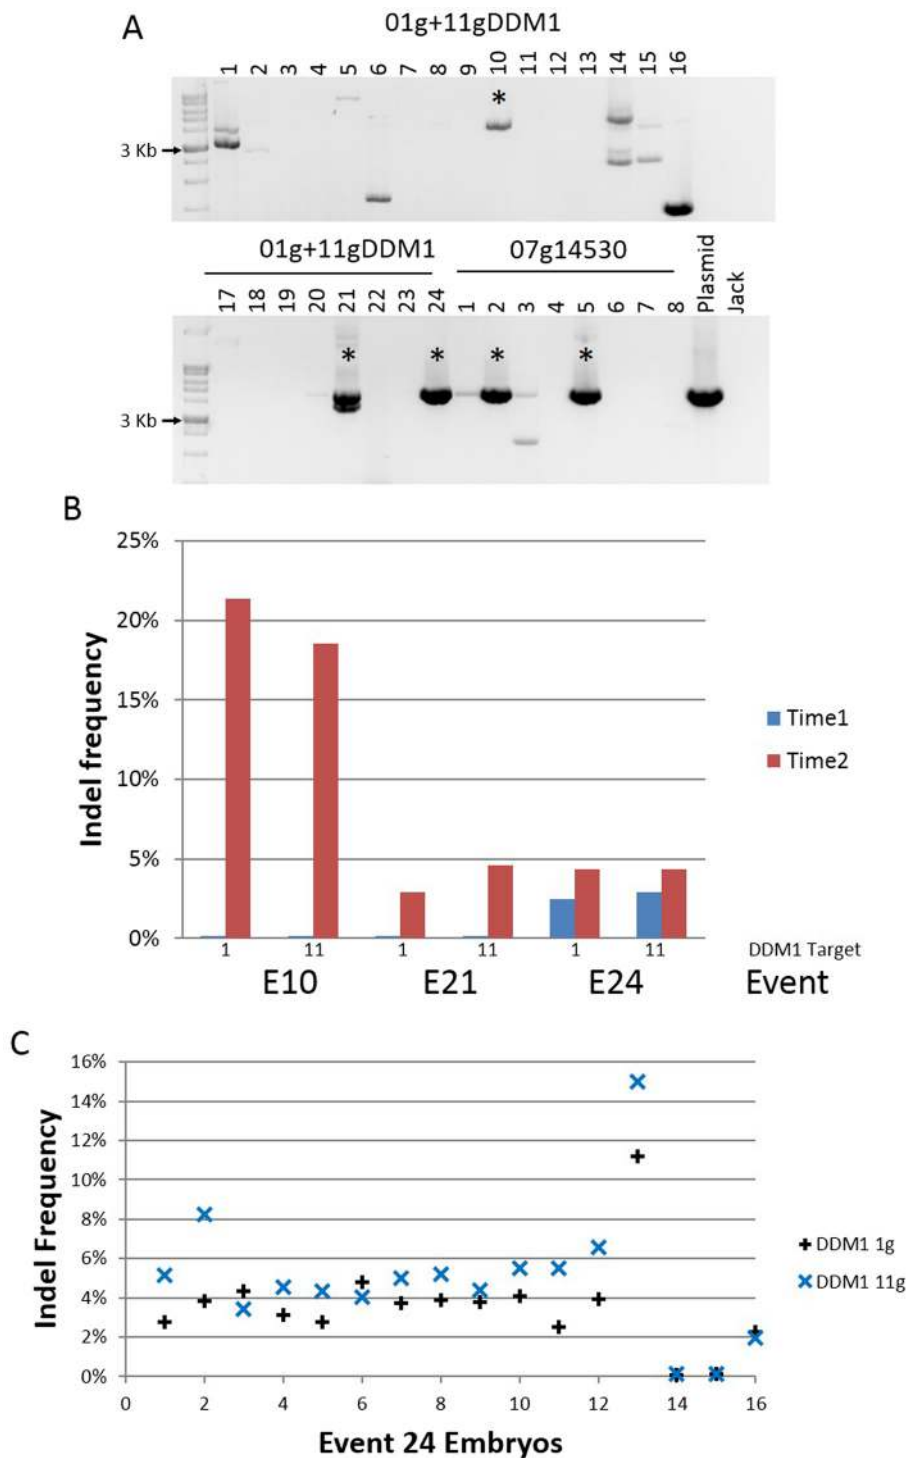 A
01g+11gDDM1
1 2 3 4 5 6 7 8 9 10 11 12 13 14 15 16
*
3 Kb
01g+11gDDM1 07g14530
17 18 19 20 21 22 23 24 1 2 3 4 5 6 7 8 Plasmid Jack
* * * *
3 Kb
B
25%
20%
15%
10%
5%
0%
Indel frequency
Time1
Time2
1 11 1 11 1 11 DDM1 Target
E10 E21 E24 Event
C
16%
14%
12%
10%
8%
6%
4%
2%
0%
Indel Frequency
DDM1 1g
DDM1 11g
0 2 4 6 8 10 12 14 16
Event 24 Embryos